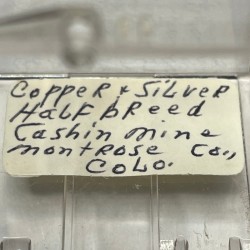 Copper & Silver
Half breed
Cashin mine
montrose Co.,
Colo.